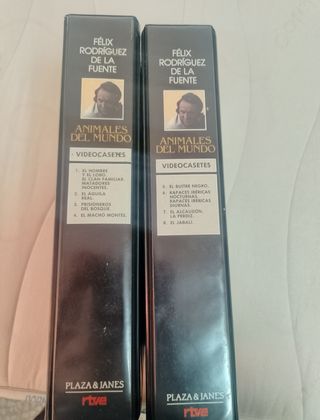 FÉLIX
RODRÍGUEZ
DE LA
FUENTE
ANIMALES
DEL MUNDO
VIDEOCASETES
1. EL HOMBRE
Y EL LOBO.
EL CLAN FAMILIAR.
MATADORES
INOCENTES.
2. EL ÁGUILA
REAL.
3. PRISIONEROS
DEL BOSQUE.
4. EL MACHO MONTÉS.
PLAZA & JANES
rtve
FÉLIX
RODRÍGUEZ
DE LA
FUENTE
ANIMALES
DEL MUNDO
VIDEOCASETES
5. EL BUITRE NEGRO.
6. RAPACES IBÉRICAS
NOCTURNAS.
RAPACES IBÉRICAS
DIURNAS.
7. EL ALCAUDÓN.
LA PERDIZ.
8. EL JABALÍ.
PLAZA & JANES
rtve